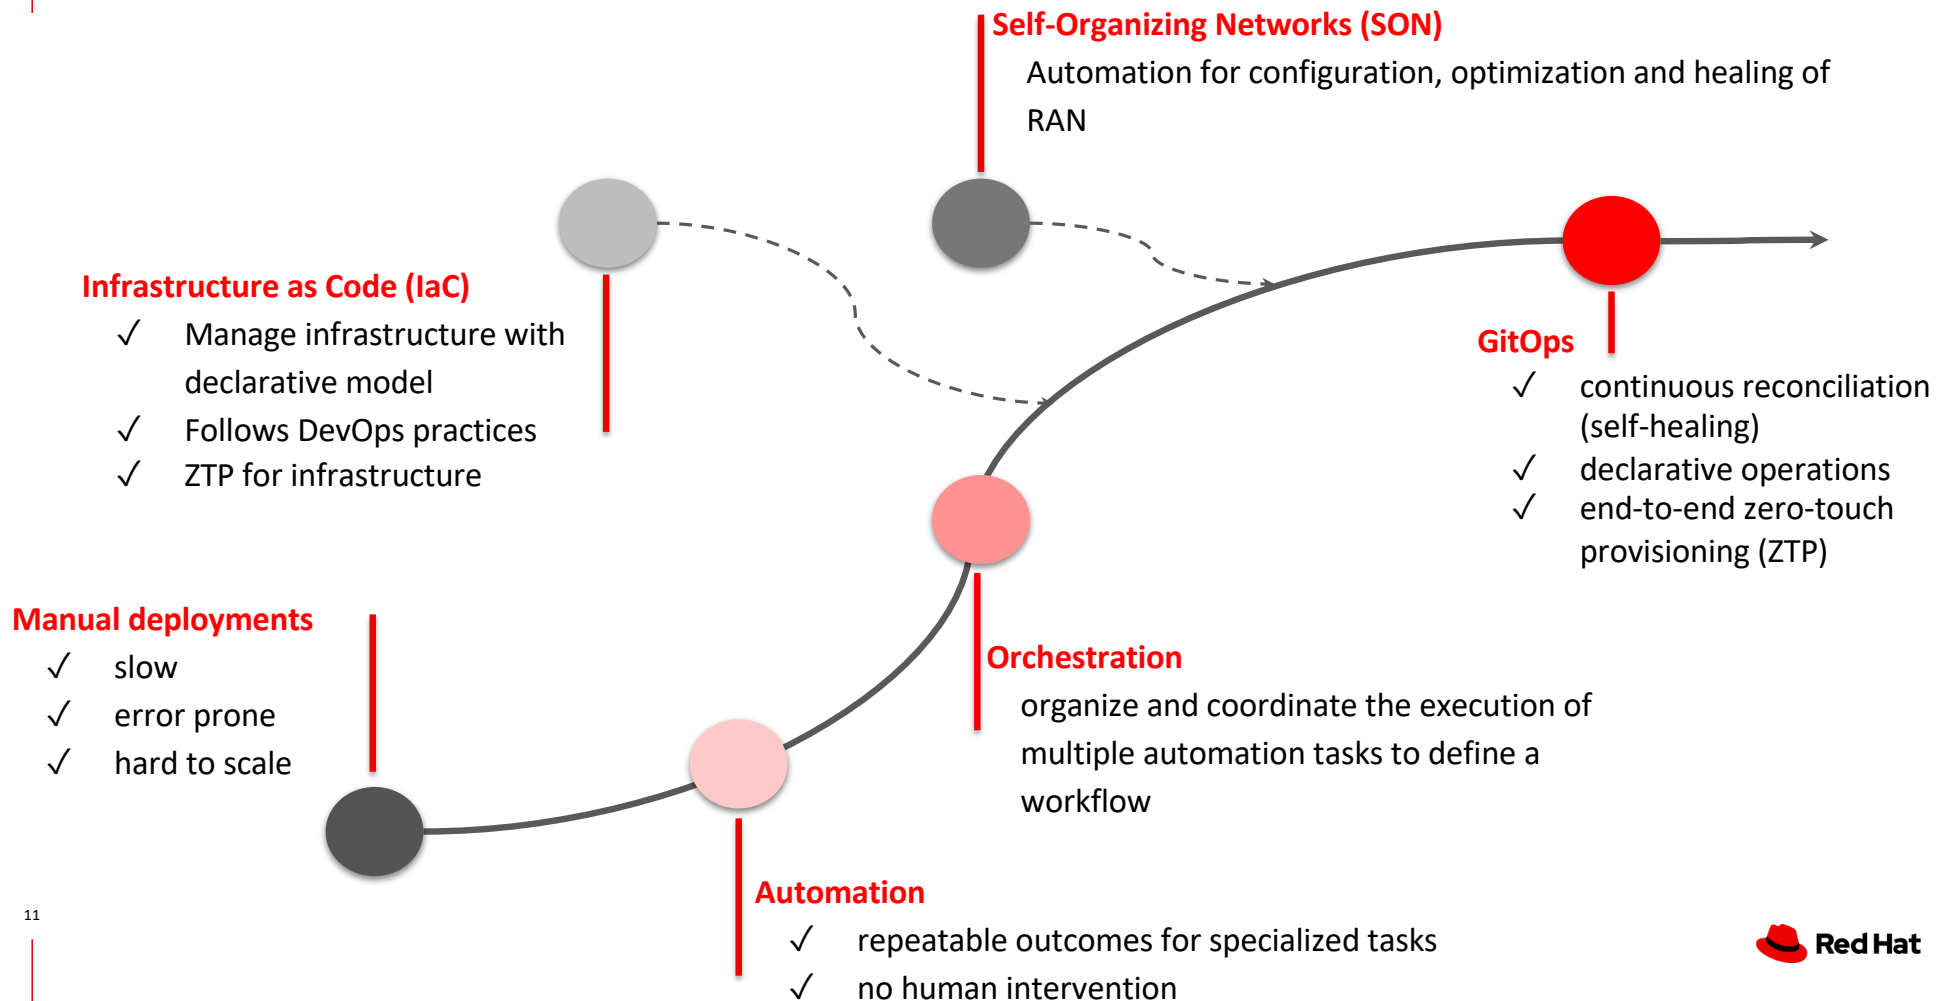 Self-Organizing Networks (SON)
Automation for configuration, optimization and healing of
RAN
Infrastructure as Code (IaC)
✓ Manage infrastructure with
declarative model
✓ Follows DevOps practices
✓ ZTP for infrastructure
GitOps
✓ continuous reconciliation
(self-healing)
✓ declarative operations
✓ end-to-end zero-touch
provisioning (ZTP)
Manual deployments
✓ slow
✓ error prone
✓ hard to scale
Orchestration
organize and coordinate the execution of
multiple automation tasks to define a
workflow
Automation
✓ repeatable outcomes for specialized tasks
✓ no human intervention
11
Red Hat